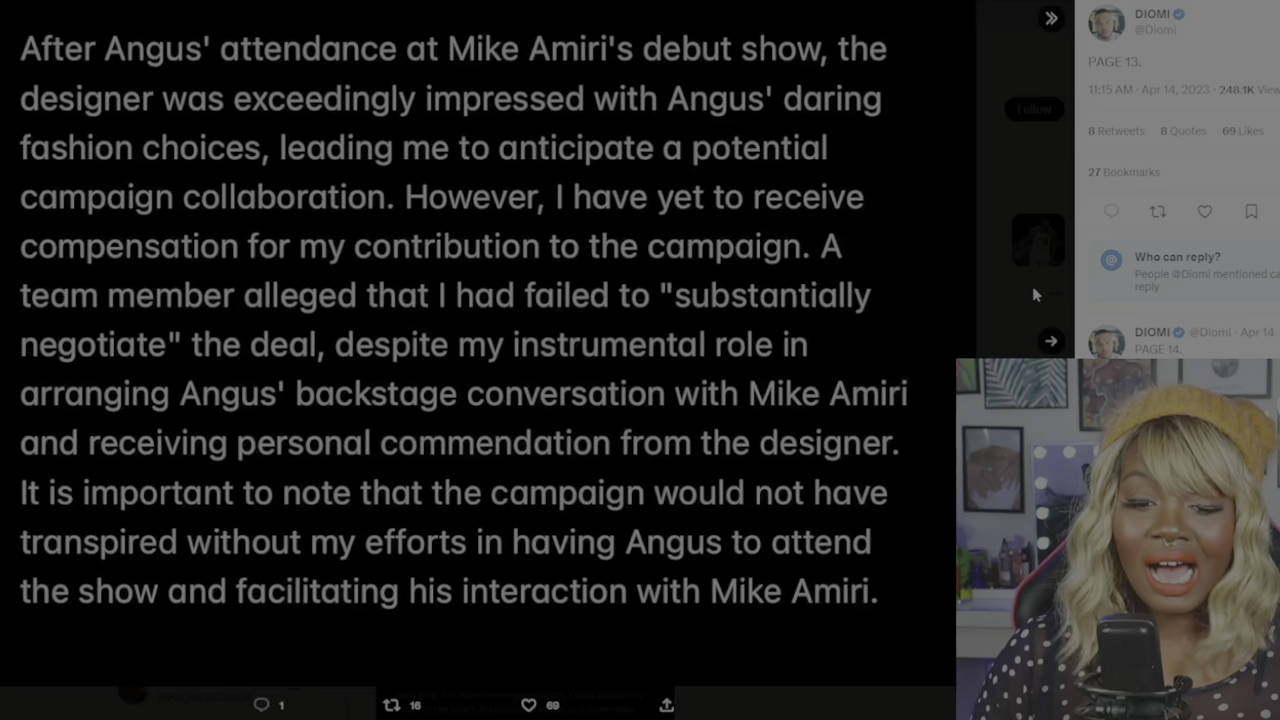 After Angus' attendance at Mike Amiri's debut show, the
designer was exceedingly impressed with Angus' daring
fashion choices, leading me to anticipate a potential
campaign collaboration. However, I have yet to receive
compensation for my contribution to the campaign. A
team member alleged that I had failed to "substantially
negotiate" the deal, despite my instrumental role in
arranging Angus' backstage conversation with Mike Amiri
and receiving personal commendation from the designer.
It is important to note that the campaign would not have
transpired without my efforts in having Angus to attend
the show and facilitating his interaction with Mike Amiri.
1
16
69
Follow
DIOMI
@Diomi
PAGE 13.
11:15 AM · Apr 14, 2023 · 248.1K View
8 Retweets 8 Quotes 69 Likes
27 Bookmarks
Who can reply?
People @Diomi mentioned ca
reply
DIOMI @Diomi · Apr 14
PAGE 14.